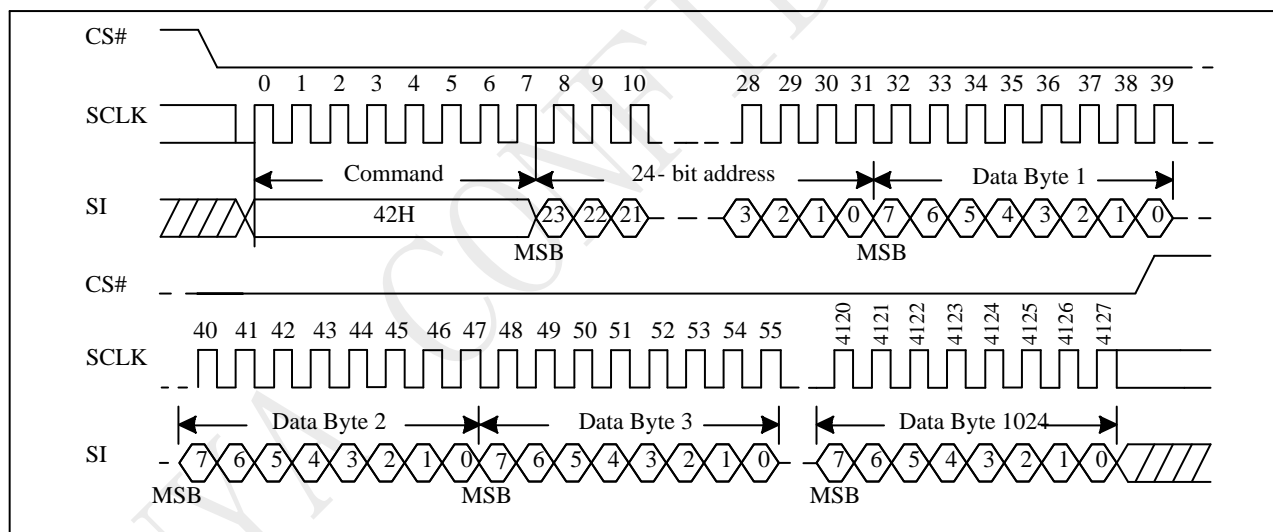 CS#
0 1 2 3 4 5 6 7 8 9 10 28 29 30 31 32 33 34 35 36 37 38 39
SCLK
Command 24- bit address Data Byte 1
SI 42H 23 22 21 3 2 1 0 7 6 5 4 3 2 1 0
MSB MSB
CS#
40 41 42 43 44 45 46 47 48 49 50 51 52 53 54 55 4120 4121 4122 4123 4124 4125 4126 4127
SCLK
Data Byte 2 Data Byte 3 Data Byte 1024
SI 7 6 5 4 3 2 1 0 7 6 5 4 3 2 1 0 7 6 5 4 3 2 1 0
MSB MSB MSB